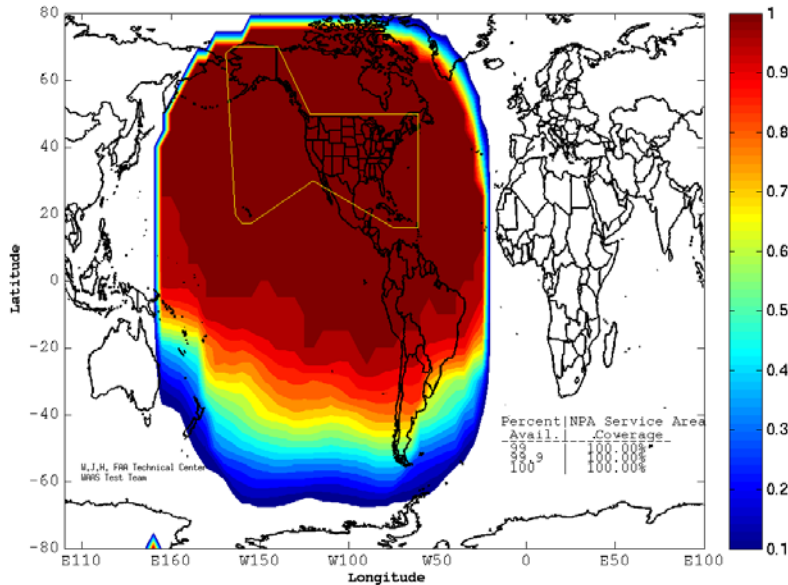 80
60
40
20
0
-20
-40
-60
-80
Latitude
E110 E160 W150 W100 W50 0 E50 E100
Longitude
1
0.9
0.8
0.7
0.6
0.5
0.4
0.3
0.2
0.1
Percent|NPA Service Area
Avail.| Coverage
99 | 100.00%
99.9 | 100.00%
100 | 100.00%
W.J.H. FAA Technical Center
WAAS Test Team